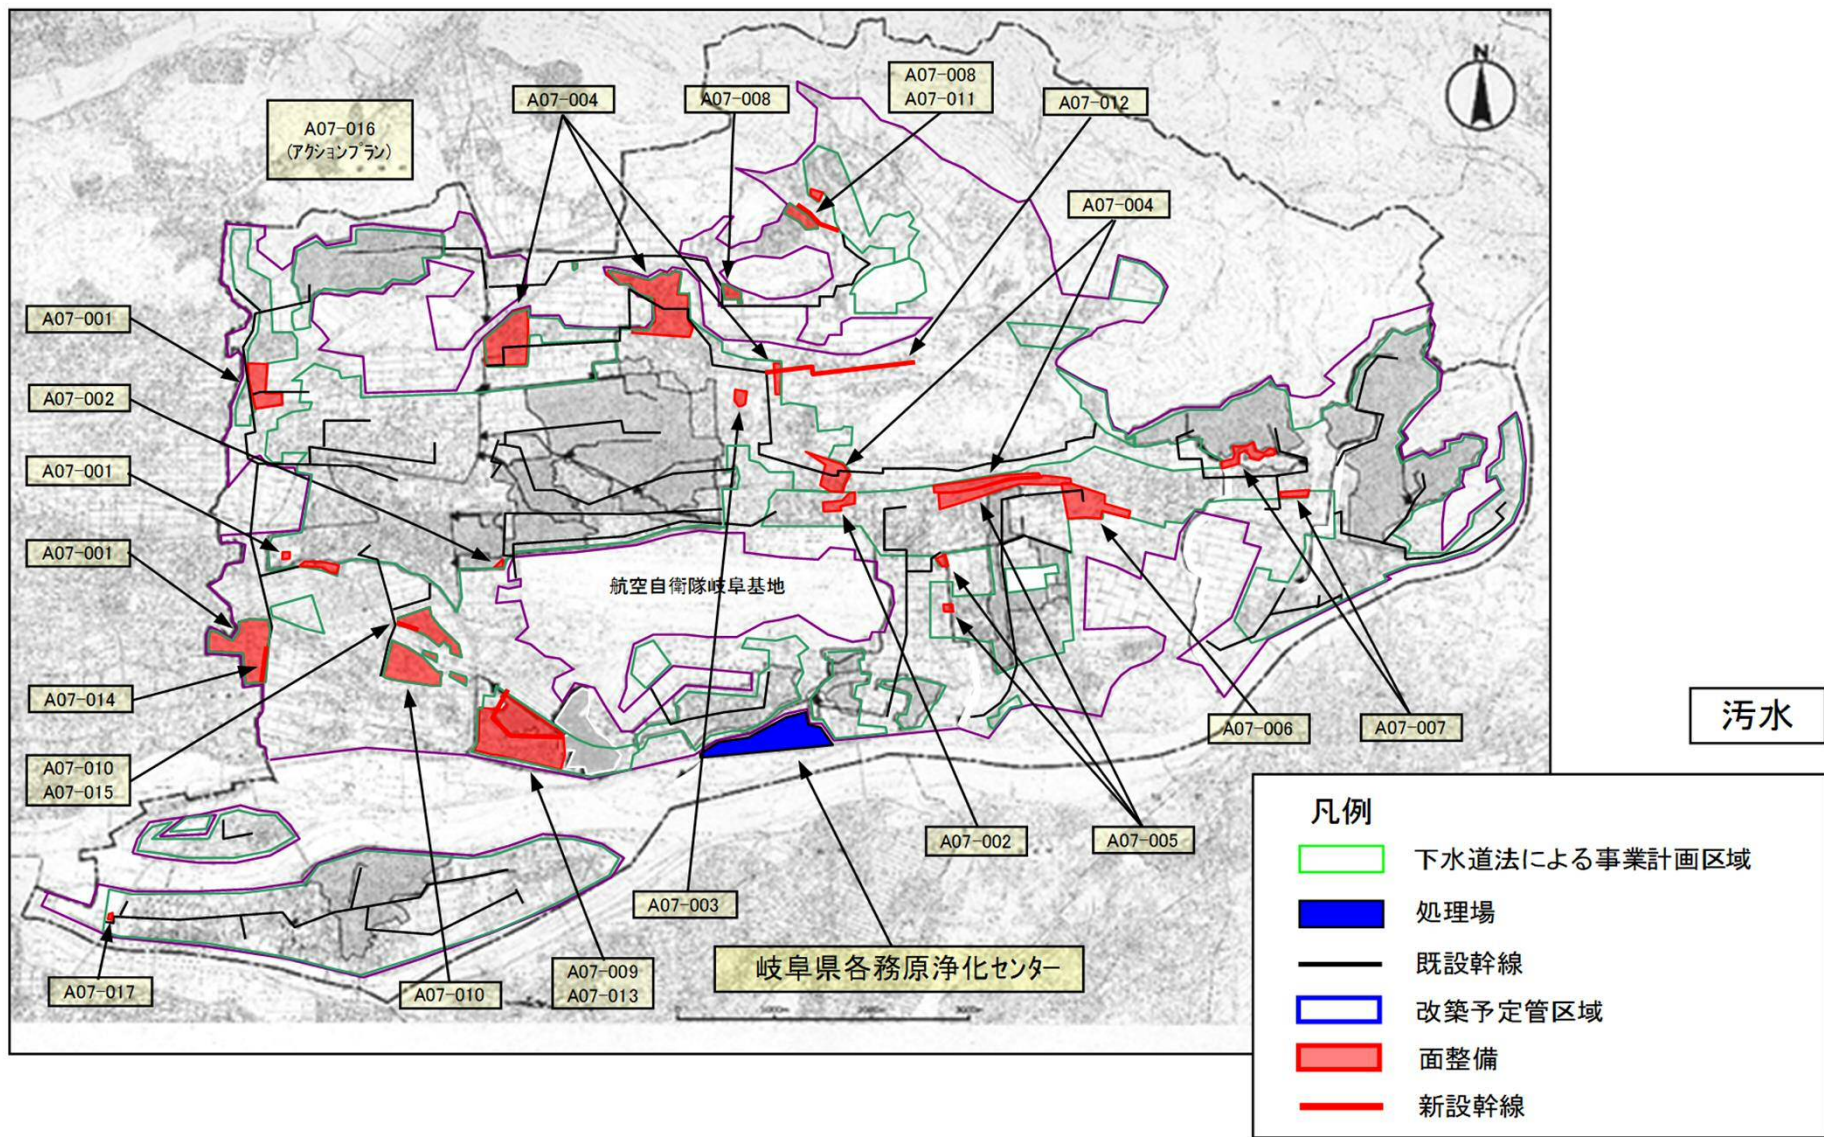 N
A07-016
(アクションプラン)
A07-004
A07-008
A07-008
A07-011
A07-012
A07-004
A07-001
A07-002
A07-001
A07-001
航空自衛隊岐阜基地
A07-014
A07-010
A07-015
A07-006
A07-007
汚水
A07-002
A07-005
A07-003
A07-017
A07-010
A07-009
A07-013
岐阜県各務原浄化センター
1000m
2000m
3000m
凡例
下水道法による事業計画区域
処理場
既設幹線
改築予定管区域
面整備
新設幹線